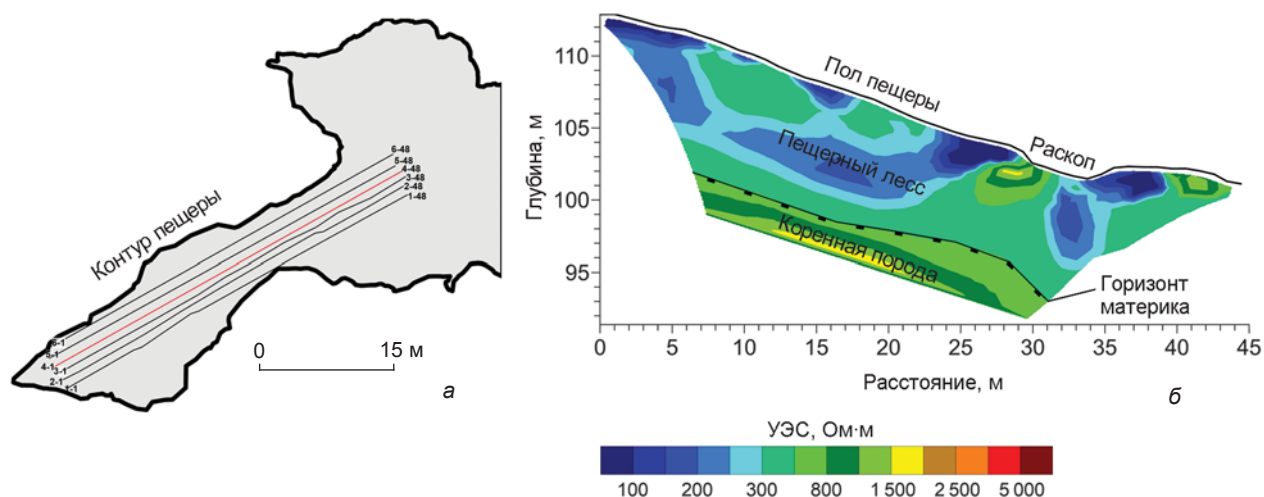 Контур пещеры
6-48
5-48
4-48
3-48
2-48
1-48
6-1
5-1
4-1
3-1
2-1
1-1
0
15 м
а
Глубина, м
110
105
100
95
Пол пещеры
Раскоп
Пещерный лесс
Коренная порода
Горизонт
материка
0 5 10 15 20 25 30 35 40 45
Расстояние, м
б
УЭС, Ом·м
100 200 300 800 1 500 2 500 5 000